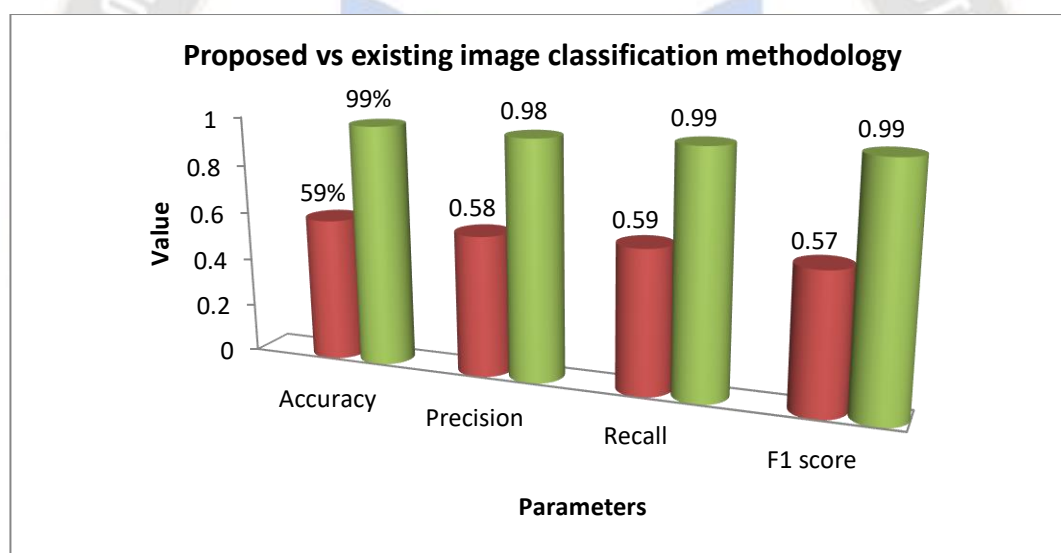 Proposed vs existing image classification methodology
99%
0.98
0.99
0.99
59%
0.58
0.59
0.57
1
0.8
0.6
0.4
0.2
0
Value
Accuracy
Precision
Recall
F1 score
Parameters